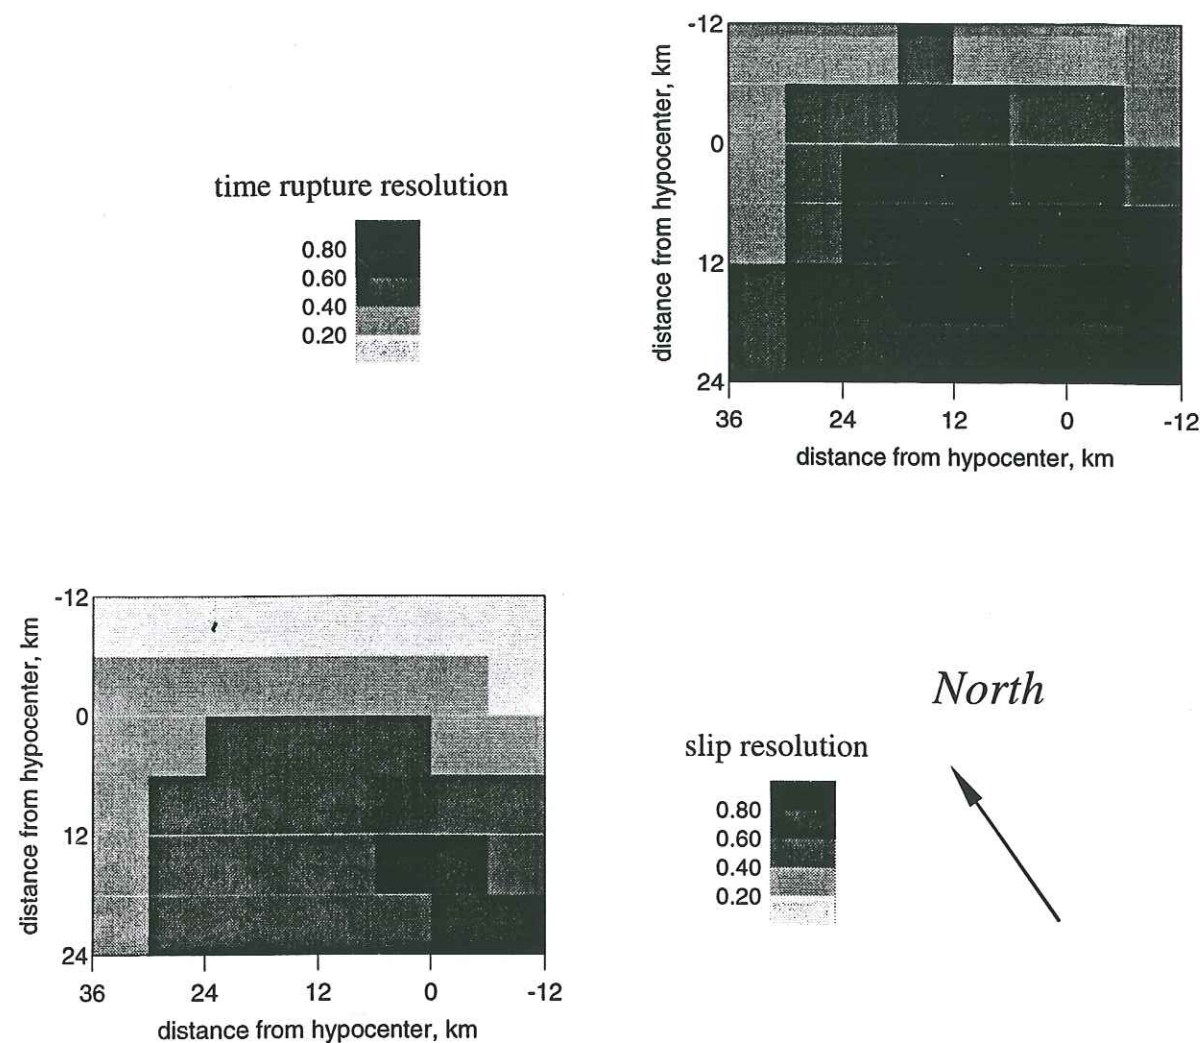 -12
0
12
24
distance from hypocenter, km
36 24 12 0 -12
distance from hypocenter, km
time rupture resolution
0.80
0.60
0.40
0.20
-12
0
12
24
distance from hypocenter, km
36 24 12 0 -12
distance from hypocenter, km
North
slip resolution
0.80
0.60
0.40
0.20